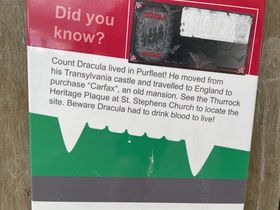 Did you
know?
DRACULA
Count Dracula lived in Purfleet! He moved from
his Transylvania castle and travelled to England to
purchase "Carfax", an old mansion. See the Thurrock
Heritage Plaque at St. Stephens Church to locate the
site. Beware Dracula had to drink blood to live!